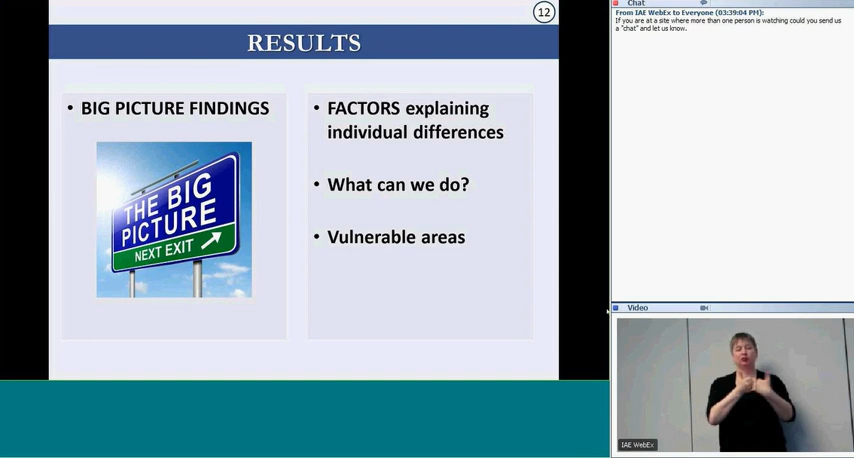 12
RESULTS
• BIG PICTURE FINDINGS
THE BIG
PICTURE
NEXT EXIT
• FACTORS explaining
individual differences
• What can we do?
• Vulnerable areas
Chat
From IAE WebEx to Everyone (03:39:04 PM):
If you are at a site where more than one person is watching could you send us
a "chat" and let us know.
Video
IAE WebEx